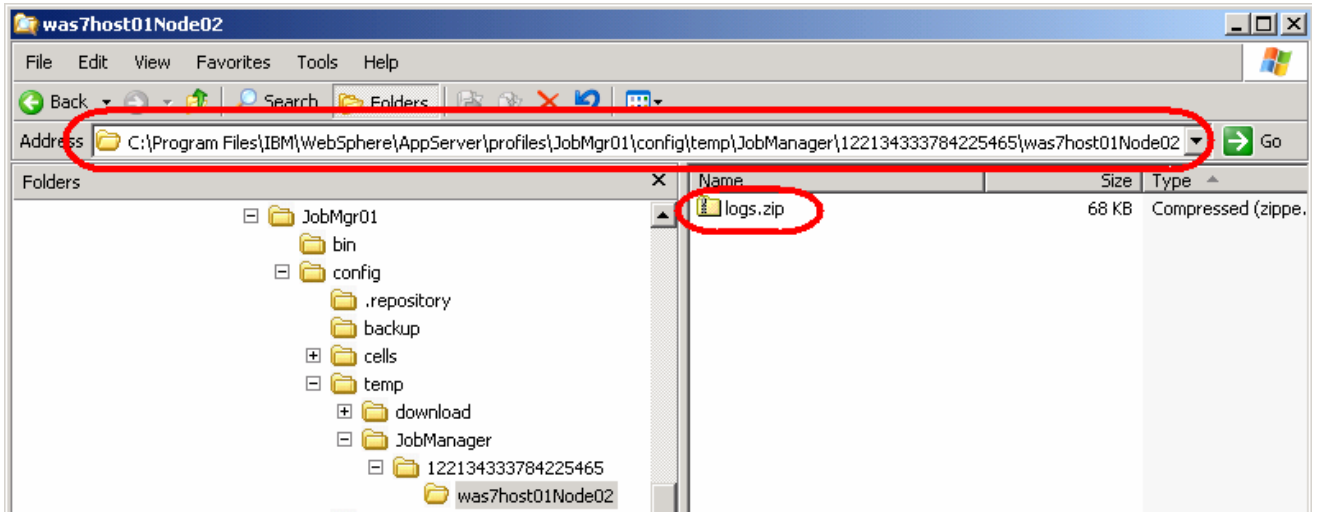 was7host01Node02
File Edit View Favorites Tools Help
Back Search Folders
Address C:\Program Files\IBM\WebSphere\AppServer\profiles\JobMgr01\config\temp\JobManager\122134333784225465\was7host01Node02 Go
Folders Name Size Type
JobMgr01 logs.zip 68 KB Compressed (zippe.
bin
config
.repository
backup
cells
temp
download
JobManager
122134333784225465
was7host01Node02